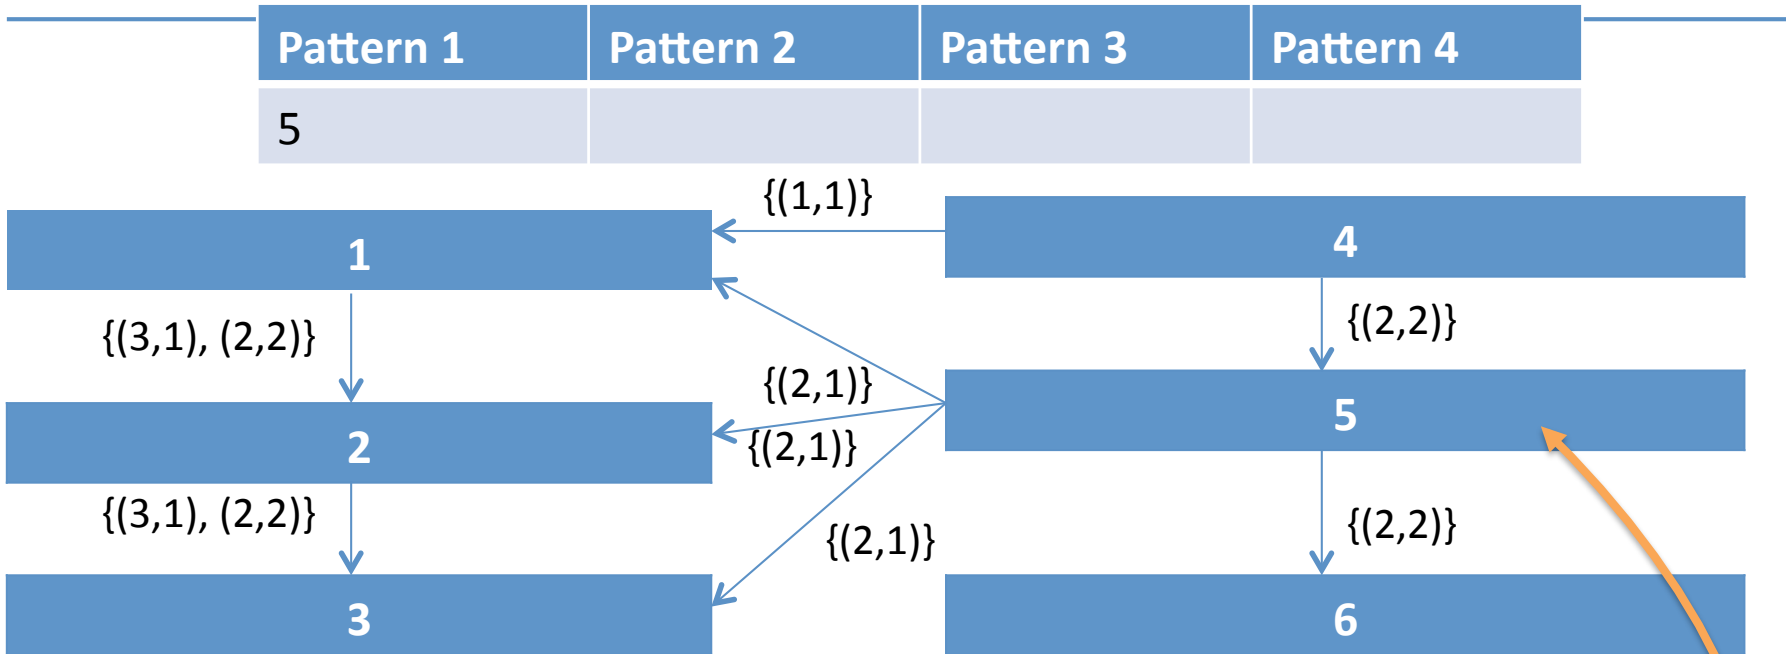 Pattern 1 Pattern 2 Pattern 3 Pattern 4
5
{(1,1)}
1 4
{(3,1), (2,2)} {(2,2)}
{(2,1)}
2 5
{(2,1)}
{(3,1), (2,2)} {(2,1)} {(2,2)}
3 6